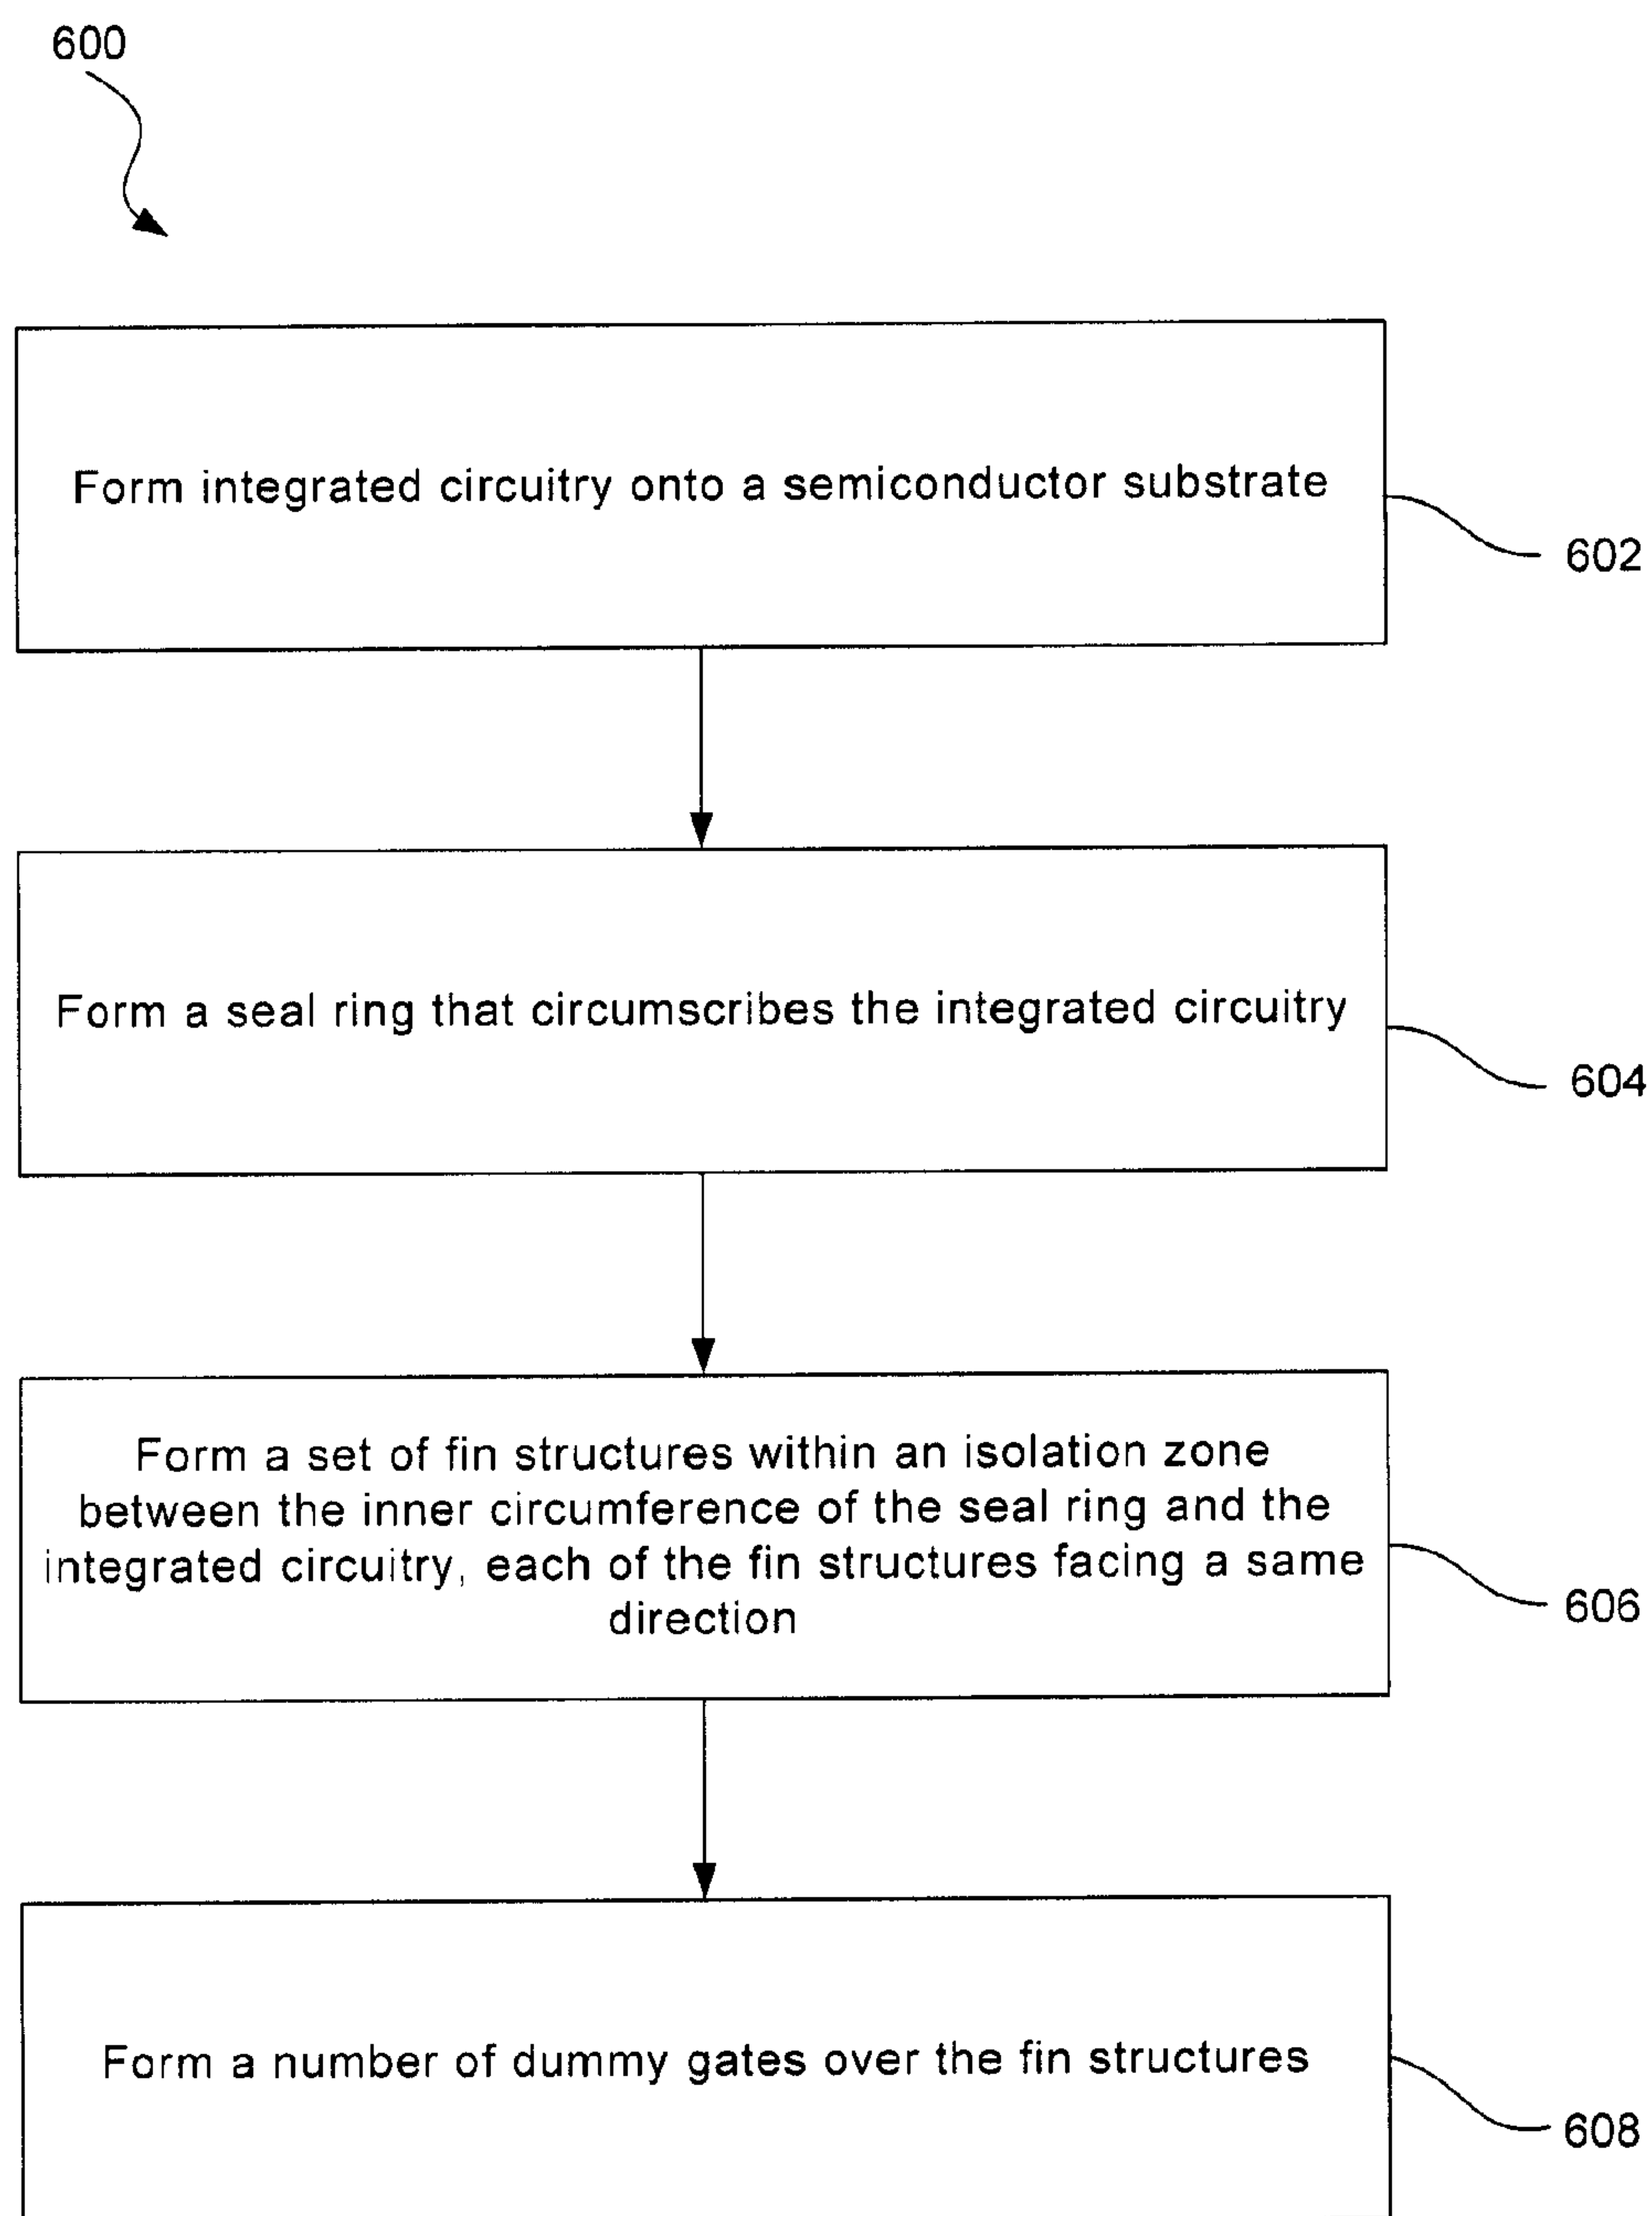 600
Form integrated circuitry onto a semiconductor substrate
602
Form a seal ring that circumscribes the integrated circuitry
604
Form a set of fin structures within an isolation zone
between the inner circumference of the seal ring and the
integrated circuitry, each of the fin structures facing a same
direction
606
Form a number of dummy gates over the fin structures
608